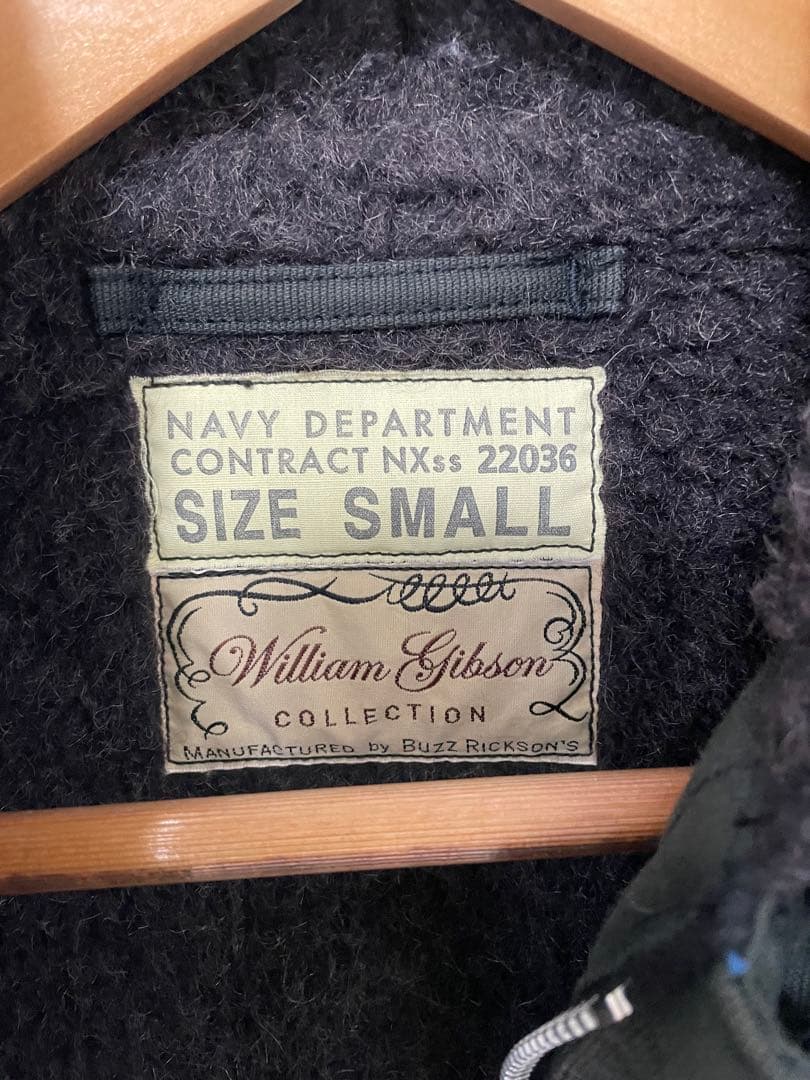 NAVY DEPARTMENT
CONTRACT NXss 22036
SIZE SMALL
William Gibson
COLLECTION
MANUFACTURED by BUZZ RICKSON'S